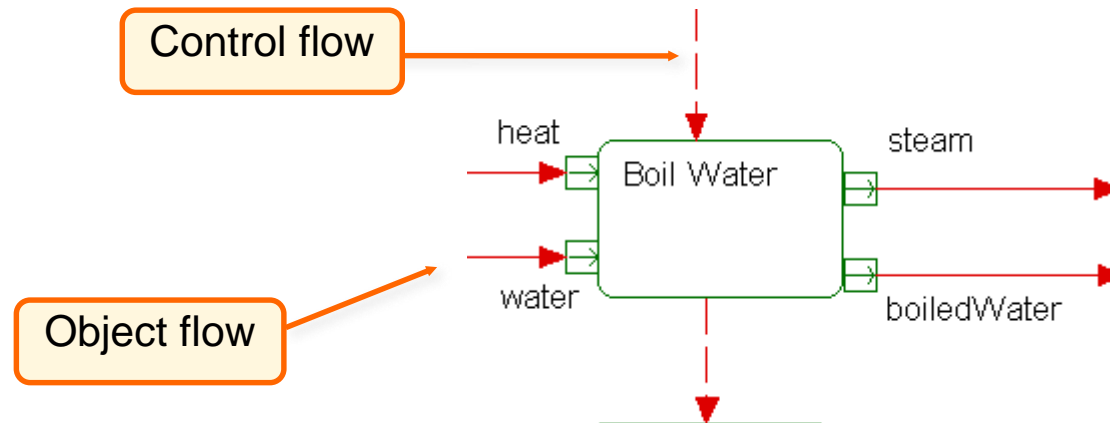 Control flow
heat
Boil Water
steam
water
boiledWater
Object flow